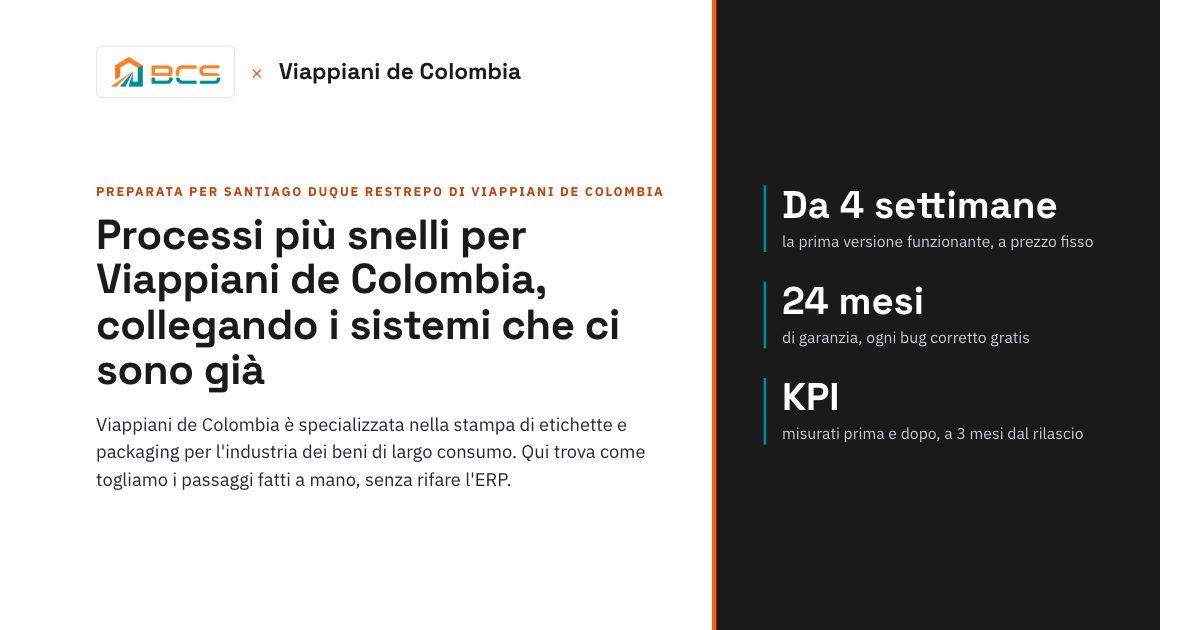 BCS × Viappiani de Colombia
PREPARATA PER SANTIAGO DUQUE RESTREPO DI VIAPPIANI DE COLOMBIA
Processi più snelli per
Viappiani de Colombia,
collegando i sistemi che ci
sono già
Viappiani de Colombia è specializzata nella stampa di etichette e
packaging per l'industria dei beni di largo consumo. Qui trova come
togliamo i passaggi fatti a mano, senza rifare l'ERP.
Da 4 settimane
la prima versione funzionante, a prezzo fisso
24 mesi
di garanzia, ogni bug corretto gratis
KPI
misurati prima e dopo, a 3 mesi dal rilascio